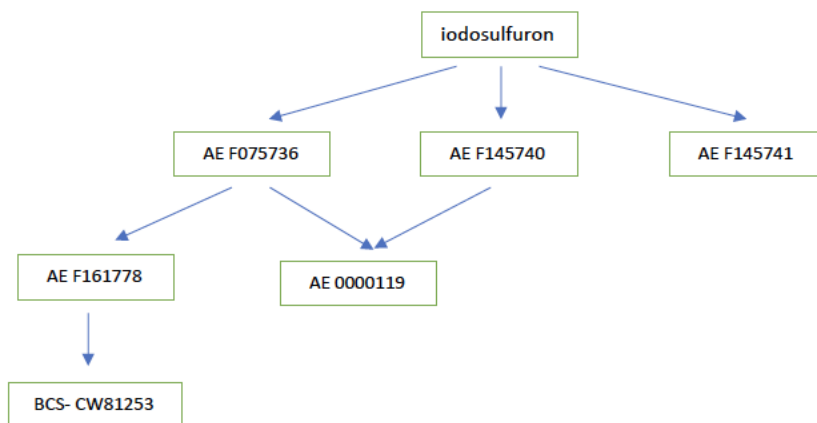 iodosulfuron
AE F075736
AE F145740
AE F145741
AE F161778
AE 0000119
BCS- CW81253